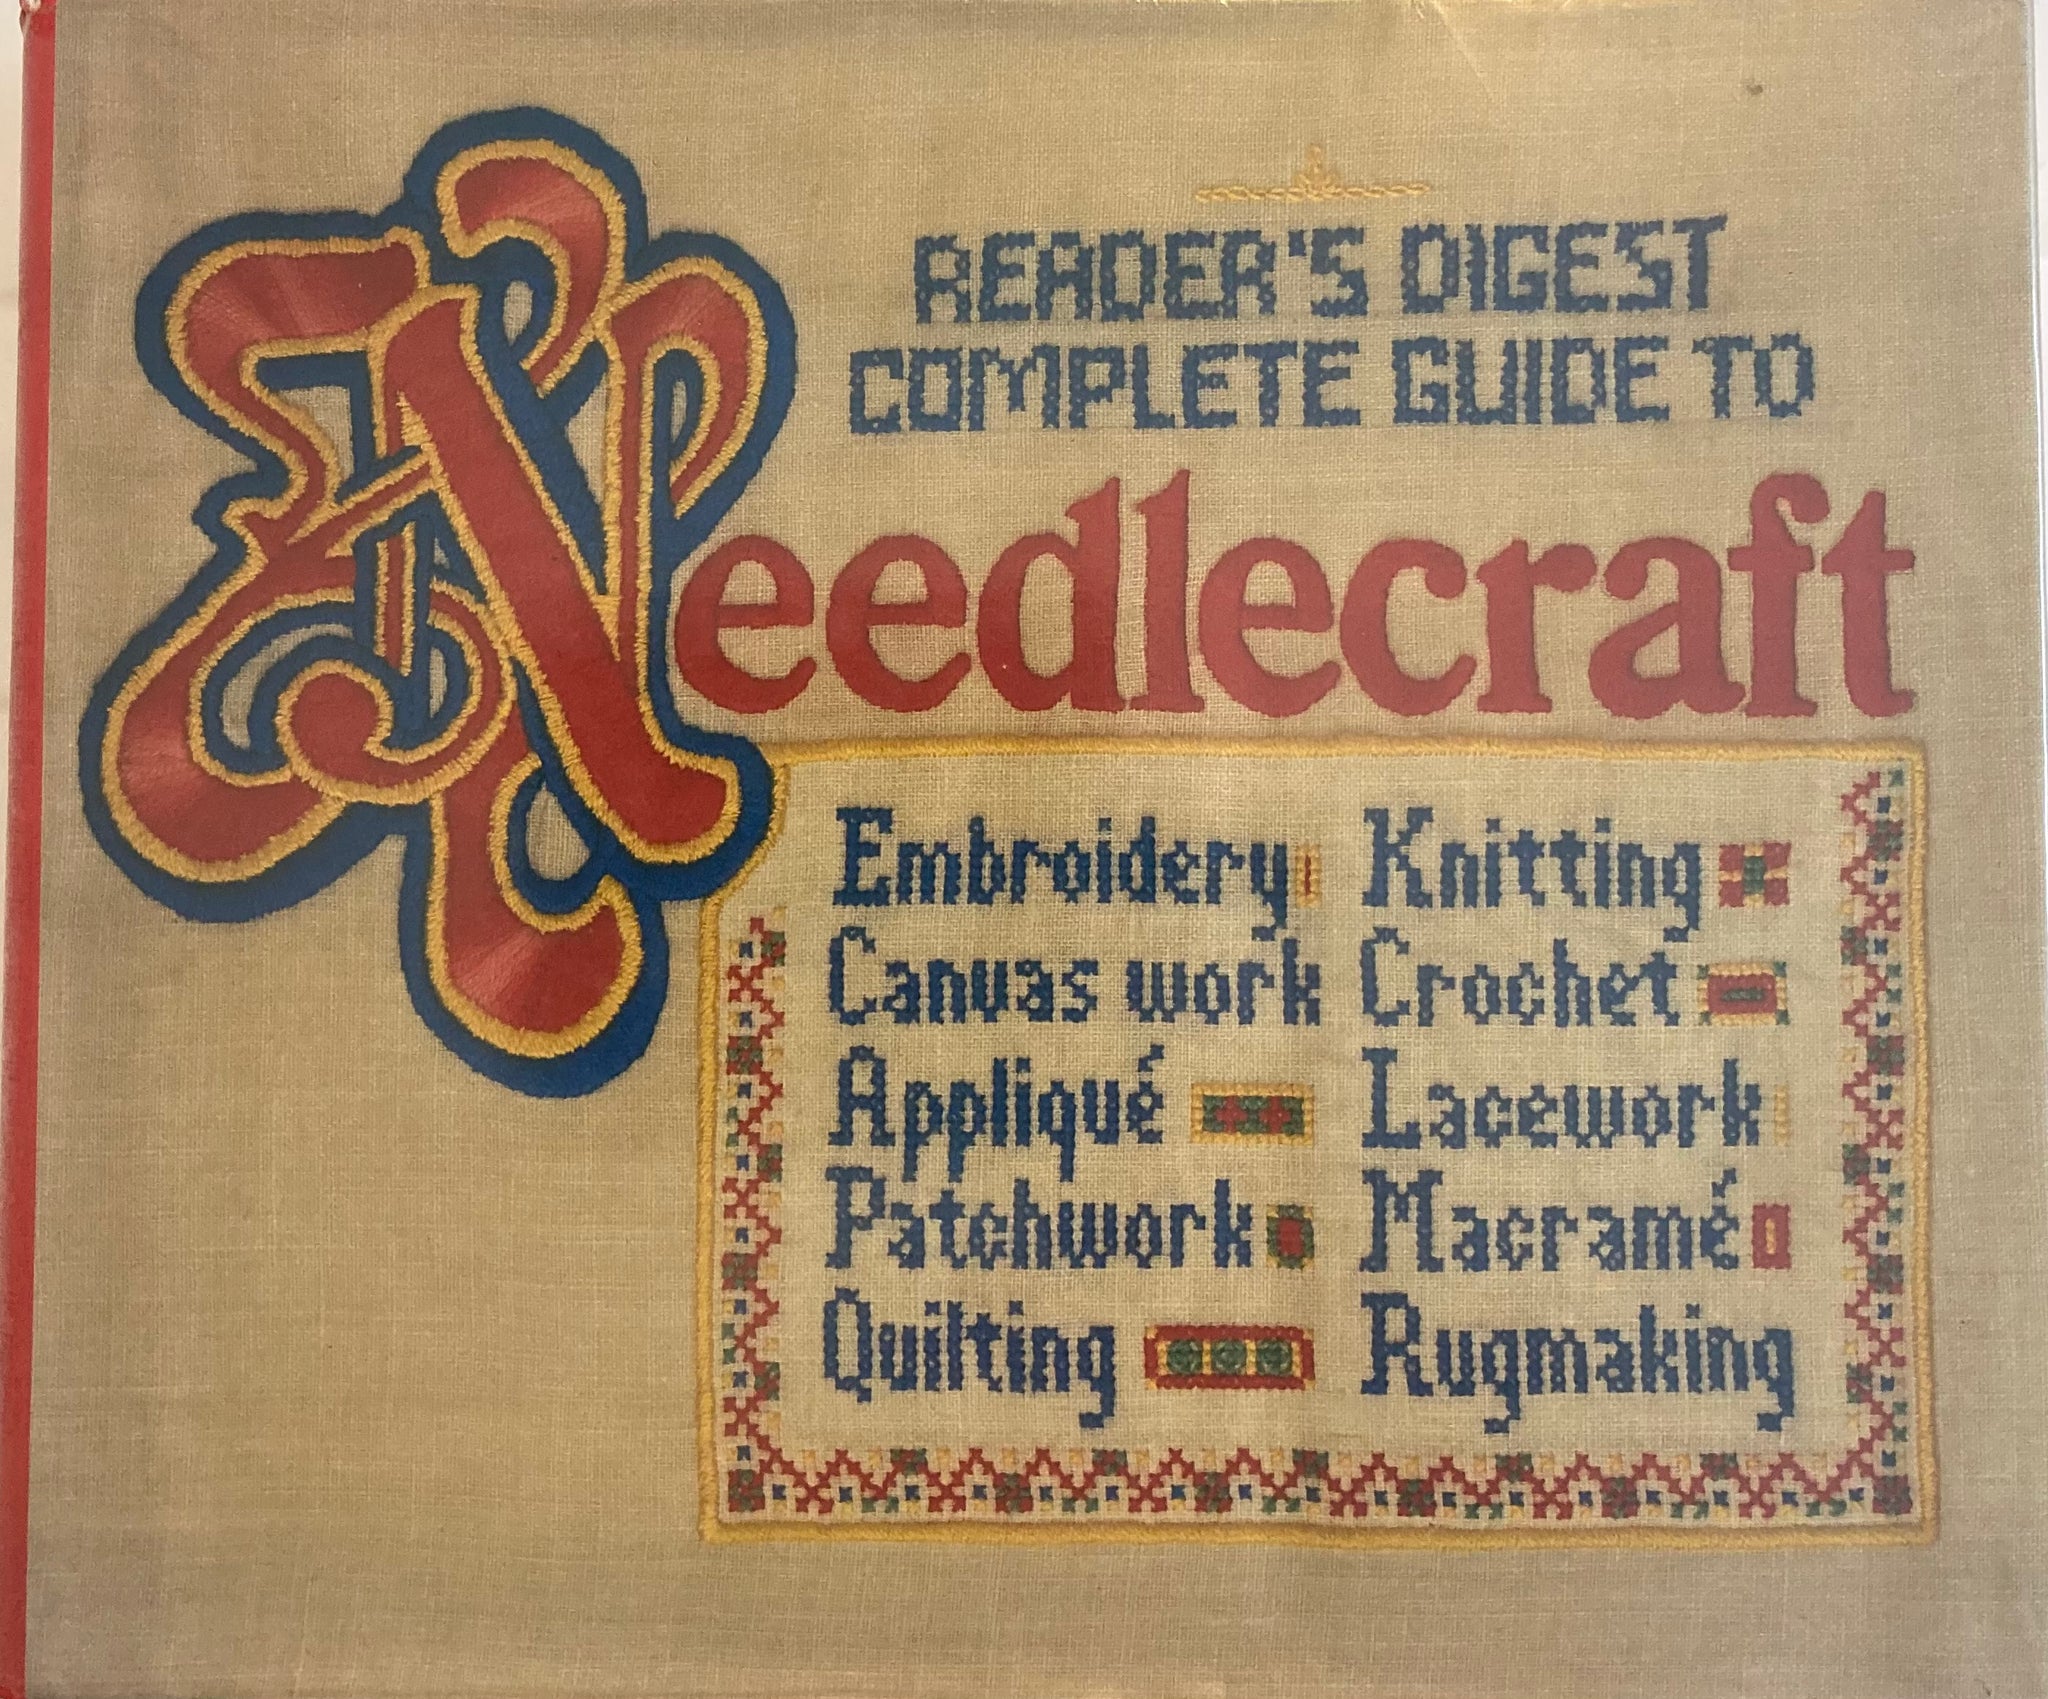 READER'S DIGEST
COMPLETE GUIDE TO
Needlecraft
Embroidery
Canvas work
Appliqué
Patchwork
Quilting
Knitting
Crochet
Lacework
Macramé
Rugmaking